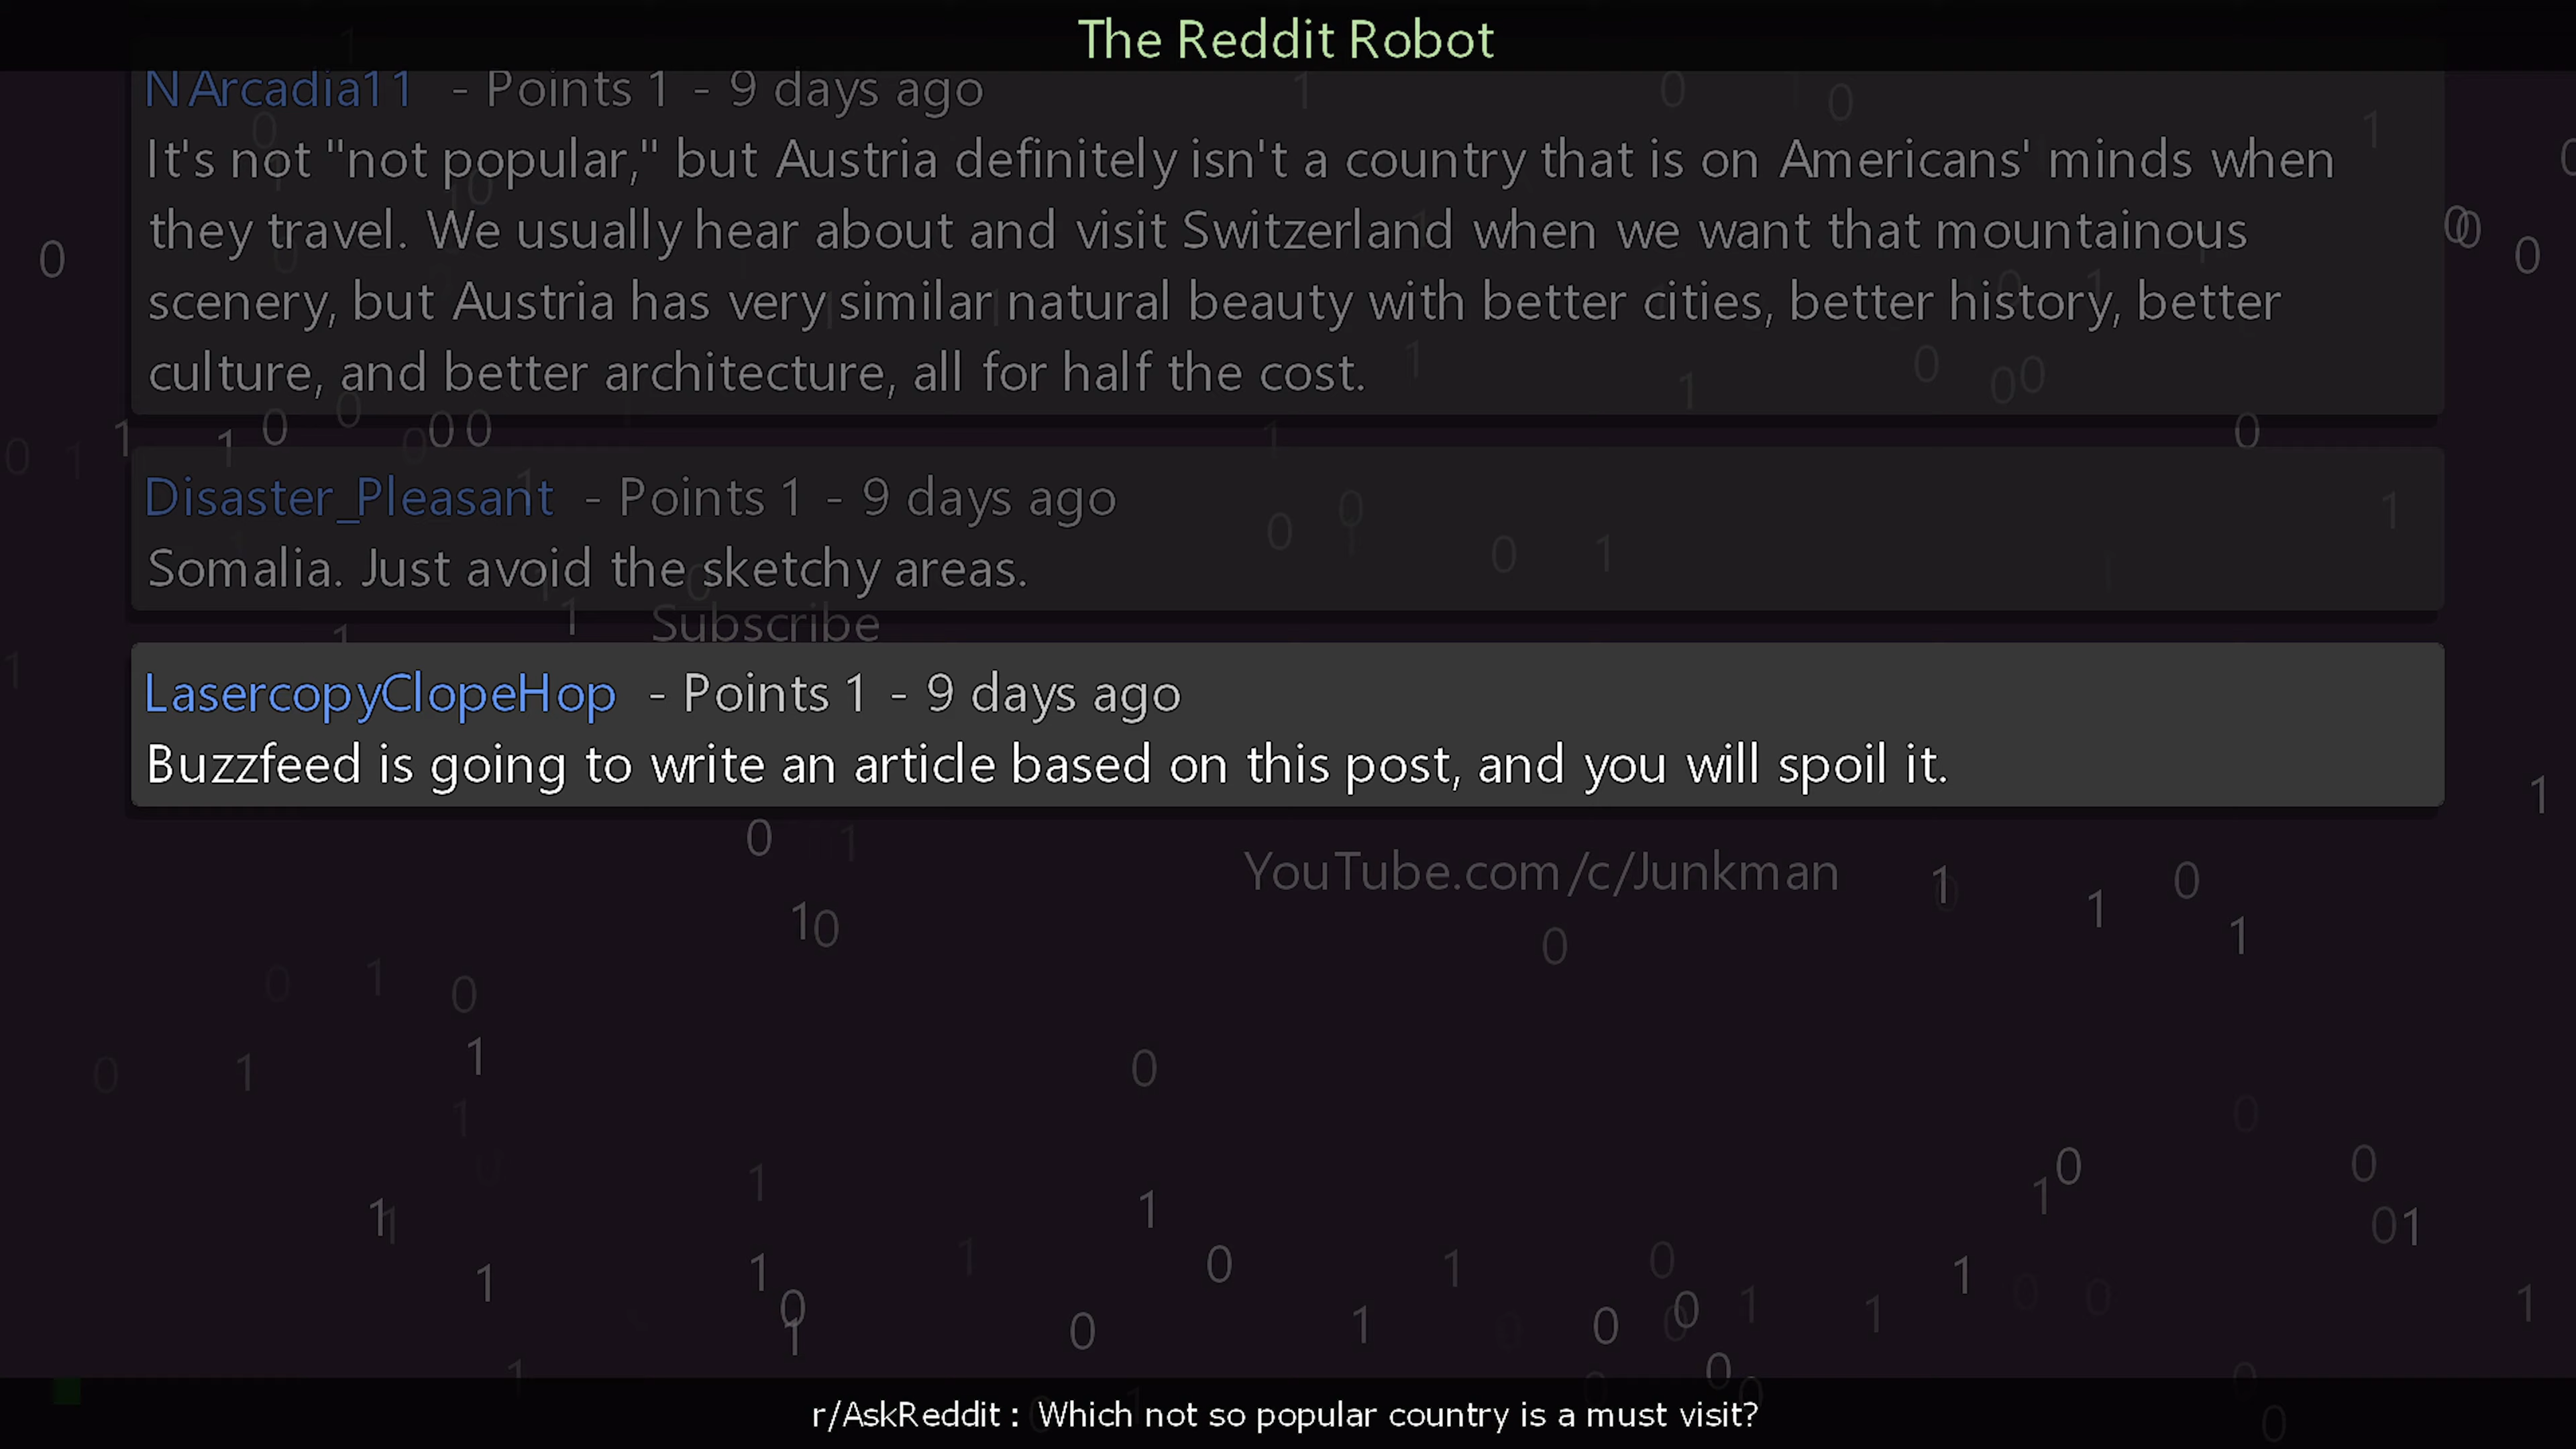 The Reddit Robot
NArcadia11 - Points 1 - 9 days ago
It's not "not popular," but Austria definitely isn't a country that is on Americans' minds when
they travel. We usually hear about and visit Switzerland when we want that mountainous
scenery, but Austria has very similar natural beauty with better cities, better history, better
culture, and better architecture, all for half the cost.
Disaster_Pleasant - Points 1 - 9 days ago
Somalia. Just avoid the sketchy areas.
Subscribe
LasercopyClopeHop - Points 1 - 9 days ago
Buzzfeed is going to write an article based on this post, and you will spoil it.
YouTube.com/c/Junkman
r/AskReddit : Which not so popular country is a must visit?